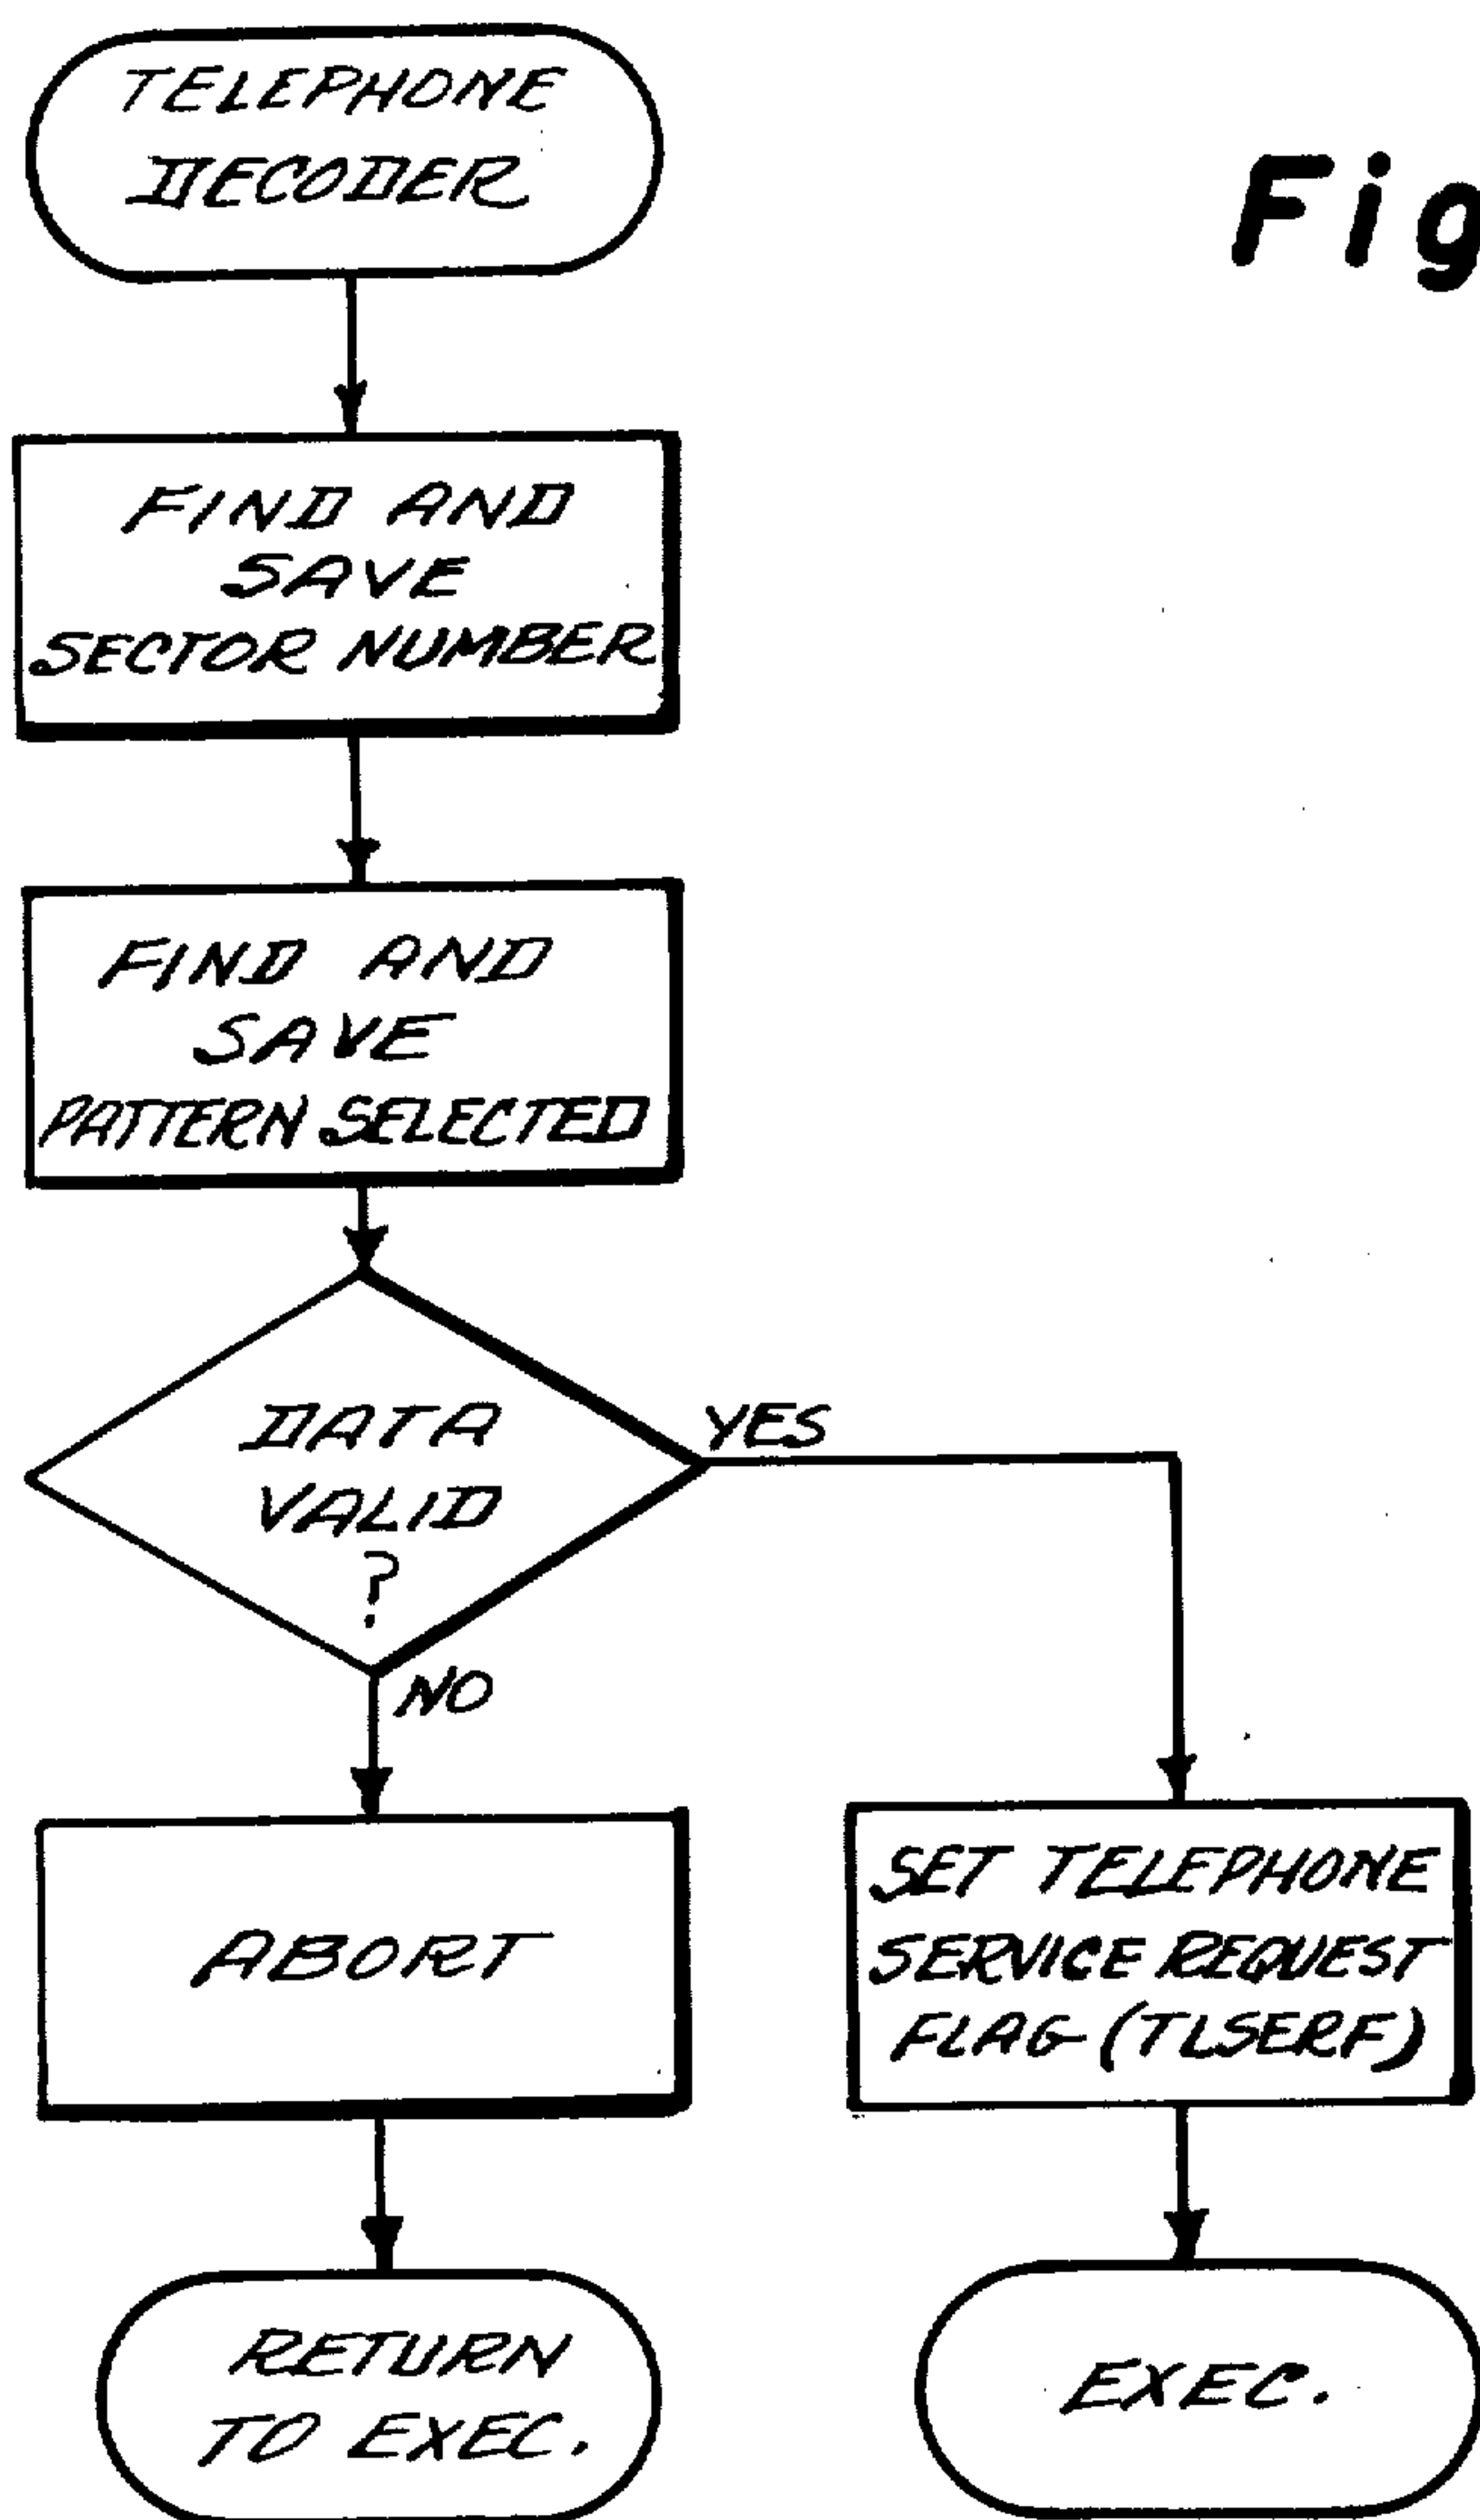 TELEPHONE
DECODER
Fig
FIND AND
SAVE
SECTOR NUMBER
FIND AND
SAVE
PATTERN SELECTED
DATA
VALID
?
YES
NO
ABORT
SET TELEPHONE
SERVICE REQUEST
FLAG (TLSERF)
RETURN
TO EXEC.
EXEC.